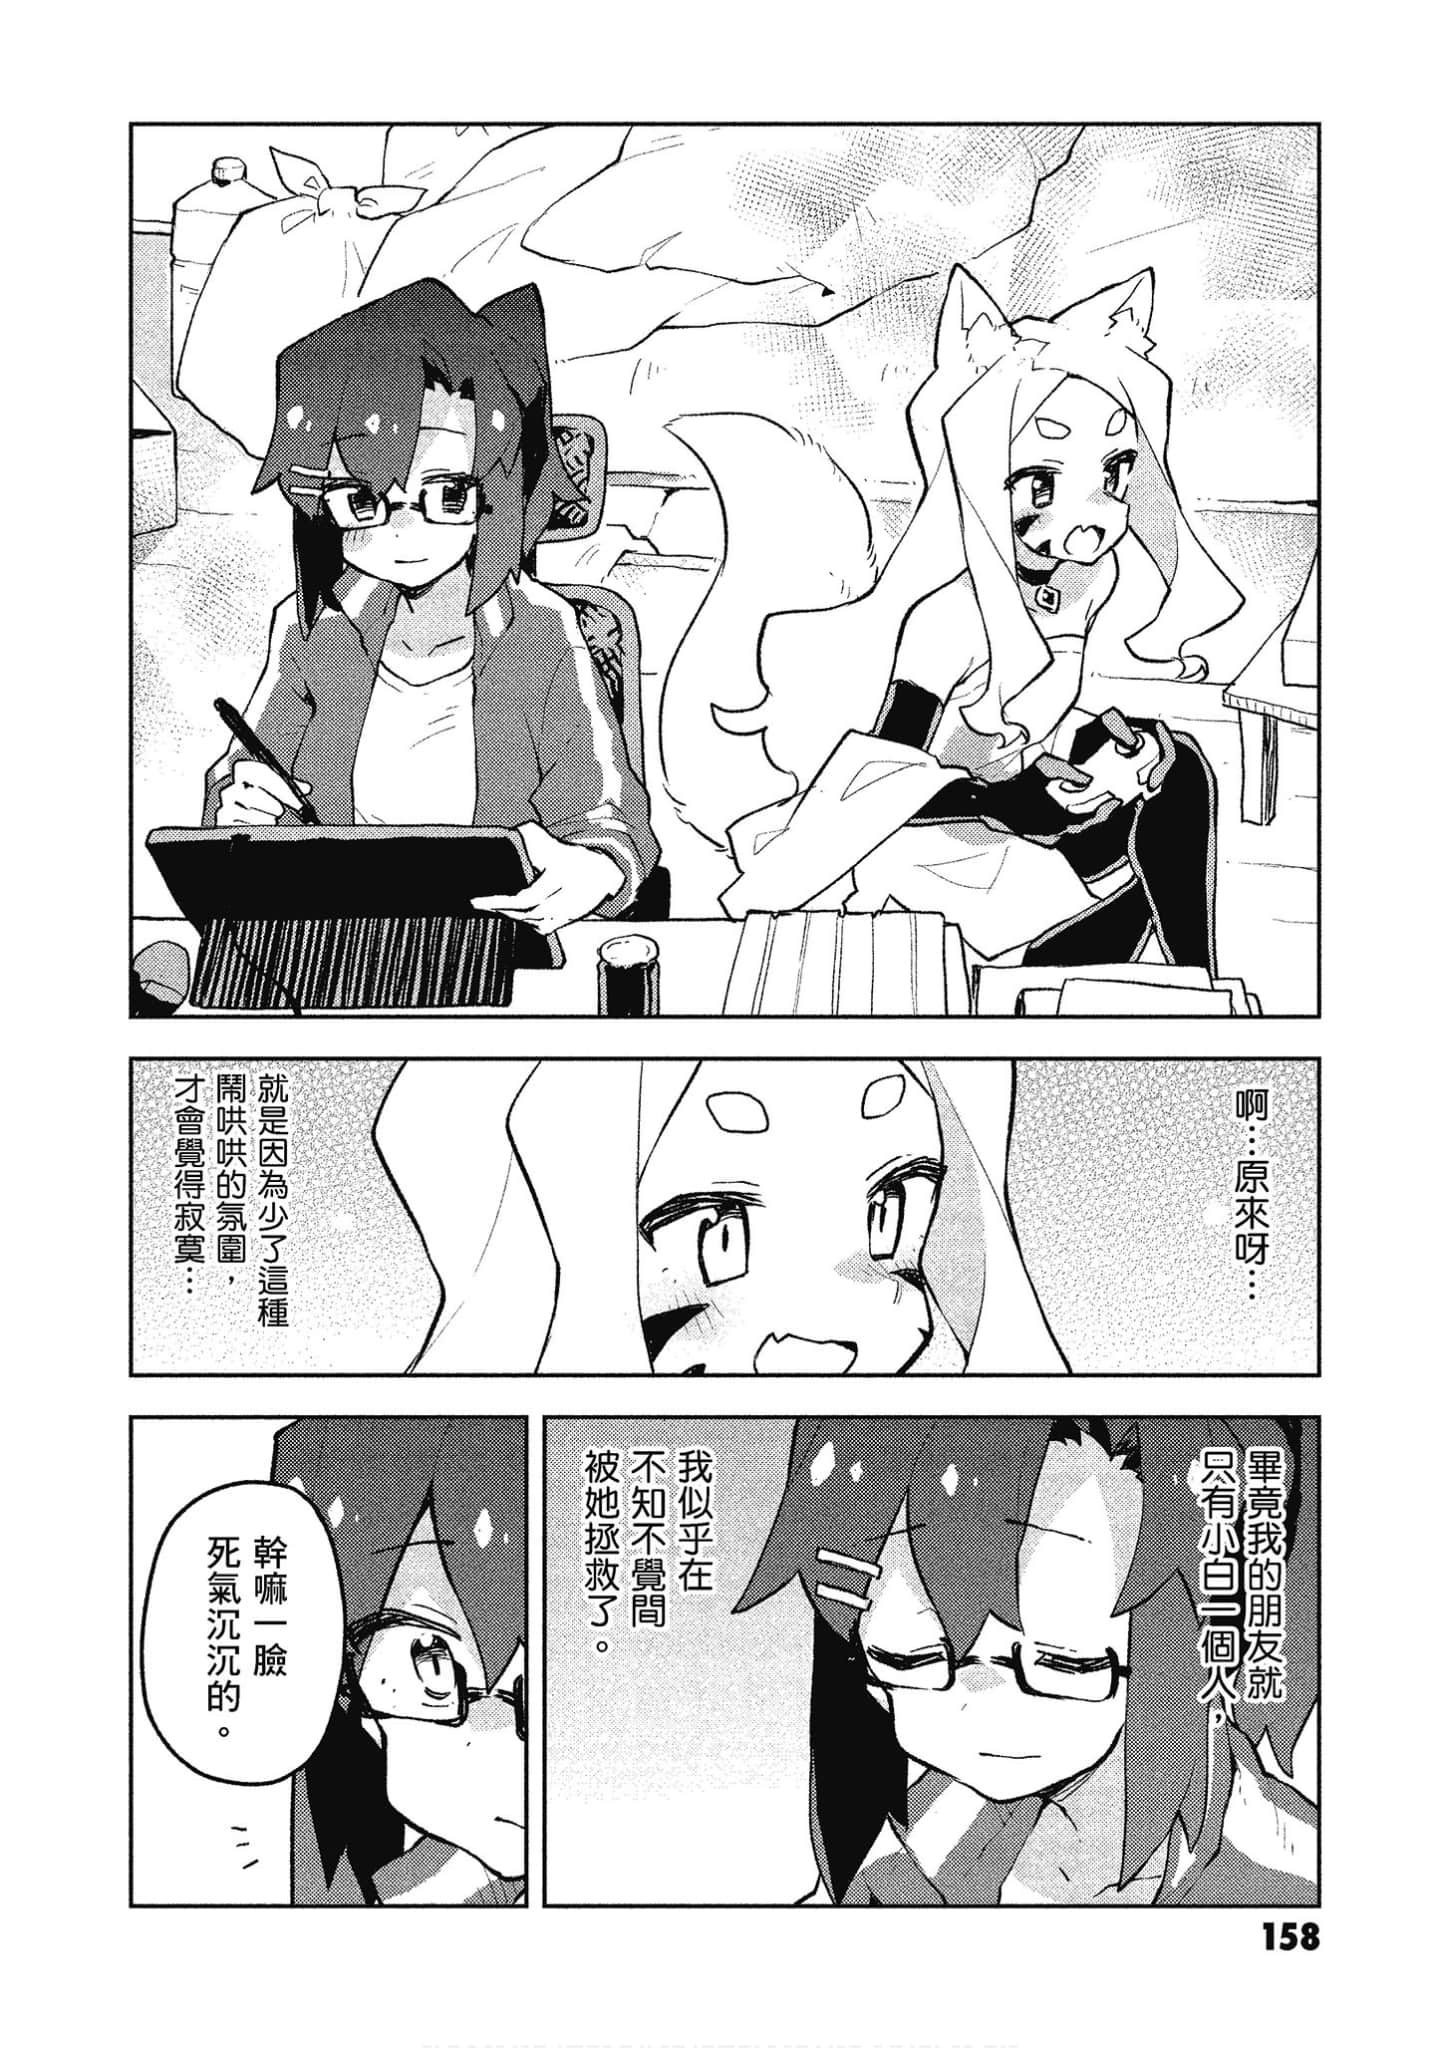 啊…原來呀…
就是因為少了這種
鬧哄哄的氛圍，
才會覺得寂寞…
畢竟我的朋友就
只有小白一個人，
我似乎在
不知不覺間
被她拯救了。
幹嘛一臉
死氣沉沉的。
158